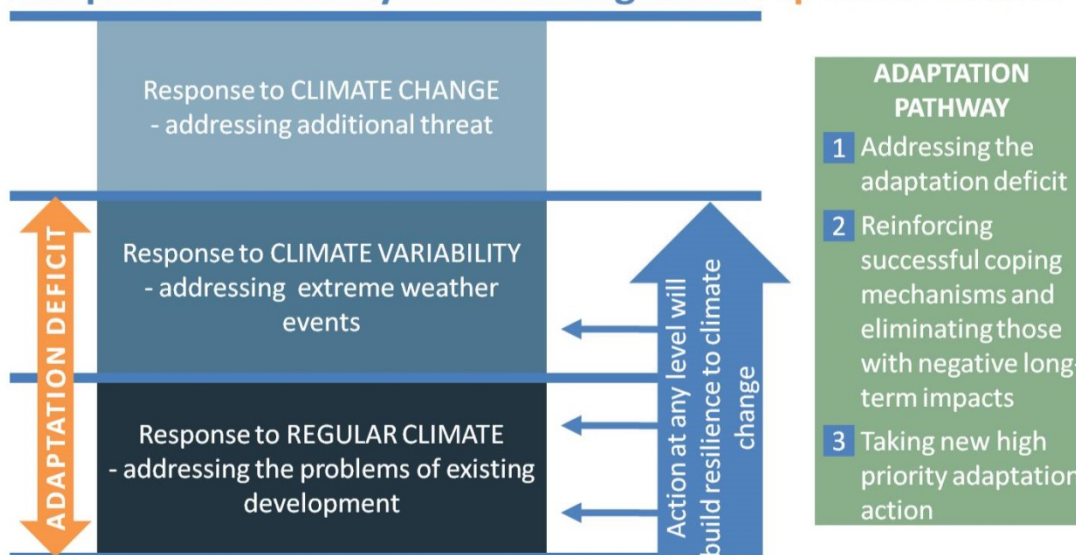 Response to CLIMATE CHANGE
- addressing additional threat
ADAPTATION DEFICIT
Response to CLIMATE VARIABILITY
- addressing extreme weather
events
Response to REGULAR CLIMATE
- addressing the problems of existing
development
Action at any level will
build resilience to climate
change
ADAPTATION
PATHWAY
1 Addressing the
adaptation deficit
2 Reinforcing
successful coping
mechanisms and
eliminating those
with negative long-
term impacts
3 Taking new high
priority adaptation
action